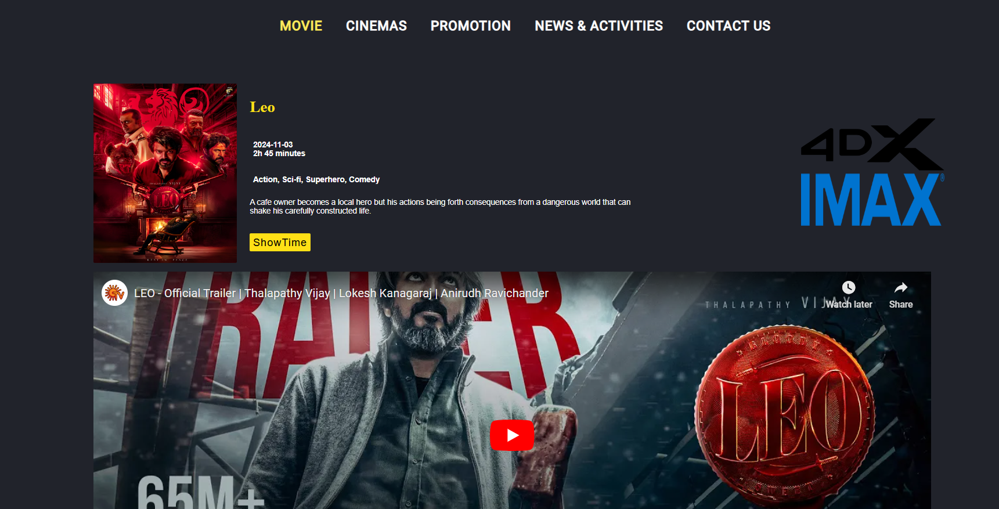 MOVIE CINEMAS PROMOTION NEWS & ACTIVITIES CONTACT US
Leo
2024-11-03
2h 45 minutes
Action, Sci-fi, Superhero, Comedy
A cafe owner becomes a local hero but his actions being forth consequences from a dangerous world that can
shake his carefully constructed life.
ShowTime
THALAPATHY VIJAY
LEO
4DX
IMAX®
LEO - Official Trailer | Thalapathy Vijay | Lokesh Kanagaraj | Anirudh Ravichander
Watch later
Share
TRAILER
THALAPATHY VIJAY
LEO
65M+